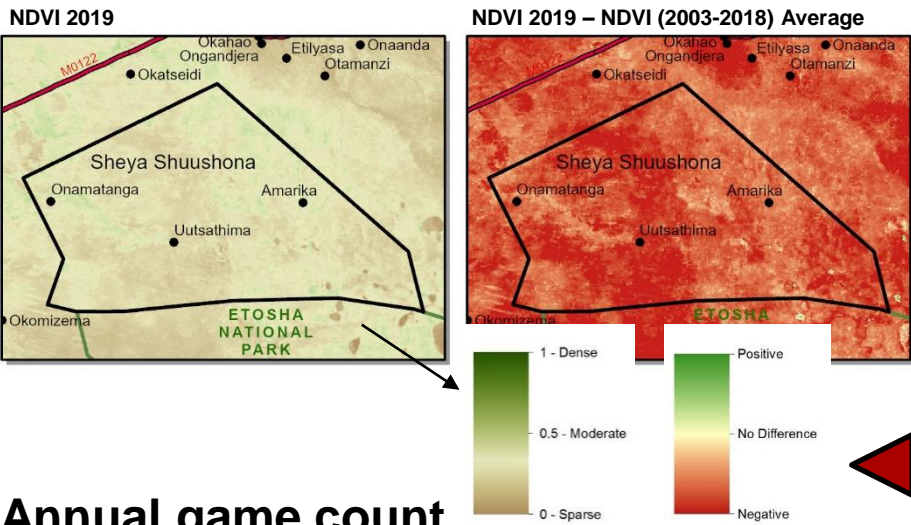 NDVI 2019
NDVI 2019 – NDVI (2003-2018) Average
M0122
Okahao
Ongandjera
Etilyasa
Onaanda
Otamanzi
Okatseidi
Sheya Shuushona
Onamatanga
Amarika
Uutsathima
Okomizema
ETOSHA
NATIONAL
PARK
M0122
Okahao
Ongandjera
Etilyasa
Onaanda
Otamanzi
Okatseidi
Sheya Shuushona
Onamatanga
Amarika
Uutsathima
Okomizema
ETOSHA
1 - Dense
0.5 - Moderate
0 - Sparse
Positive
No Difference
Negative
Annual game count